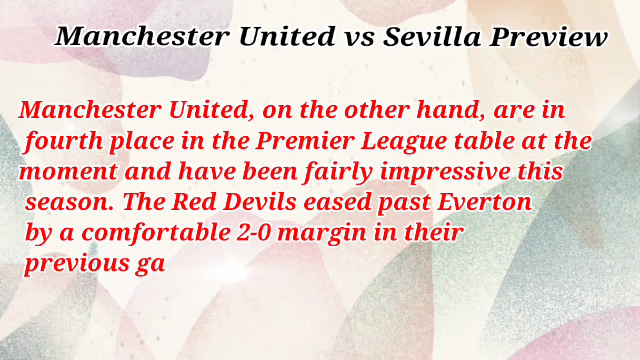 Manchester United vs Sevilla Preview
Manchester United, on the other hand, are in
fourth place in the Premier League table at the
moment and have been fairly impressive this
season. The Red Devils eased past Everton
by a comfortable 2-0 margin in their
previous ga